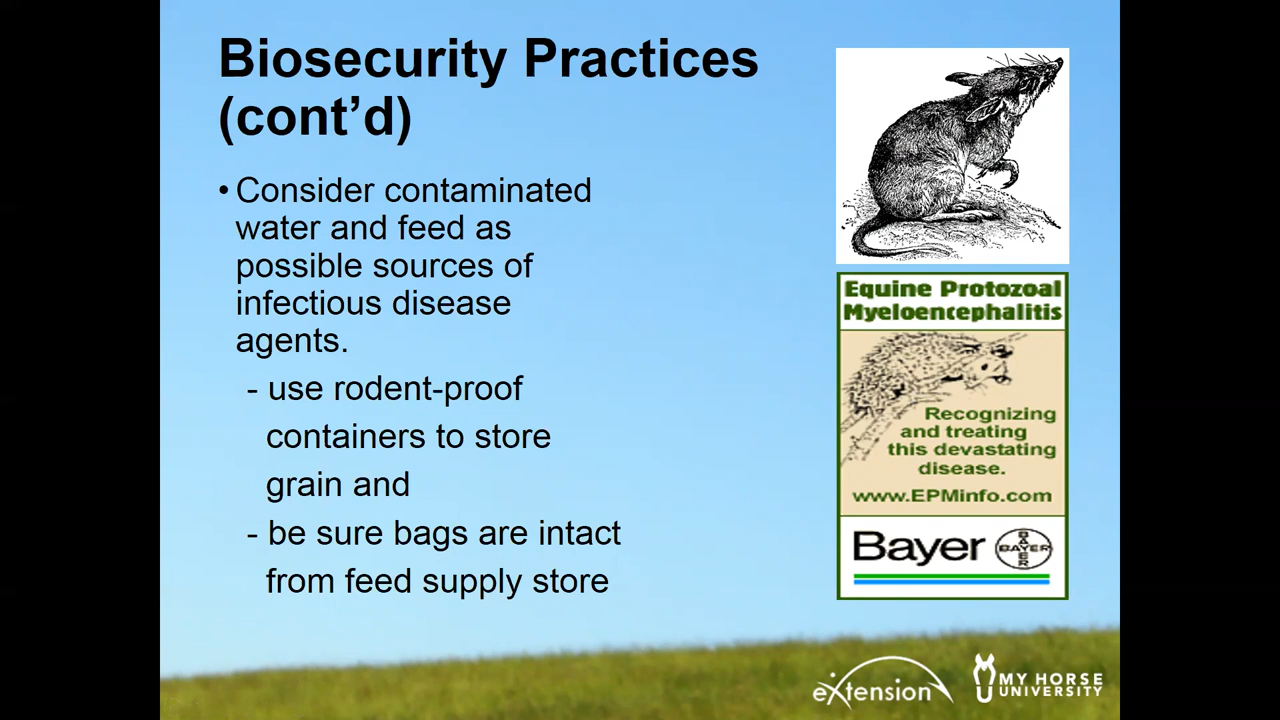 Biosecurity Practices
(cont’d)
• Consider contaminated
water and feed as
possible sources of
infectious disease
agents.
- use rodent-proof
containers to store
grain and
- be sure bags are intact
from feed supply store
Equine Protozoal
Myeloencephalitis
Recognizing
and treating
this devastating
disease.
www.EPMinfo.com
Bayer
BAYER
BAYER
eXtension
MY HORSE
UNIVERSITY